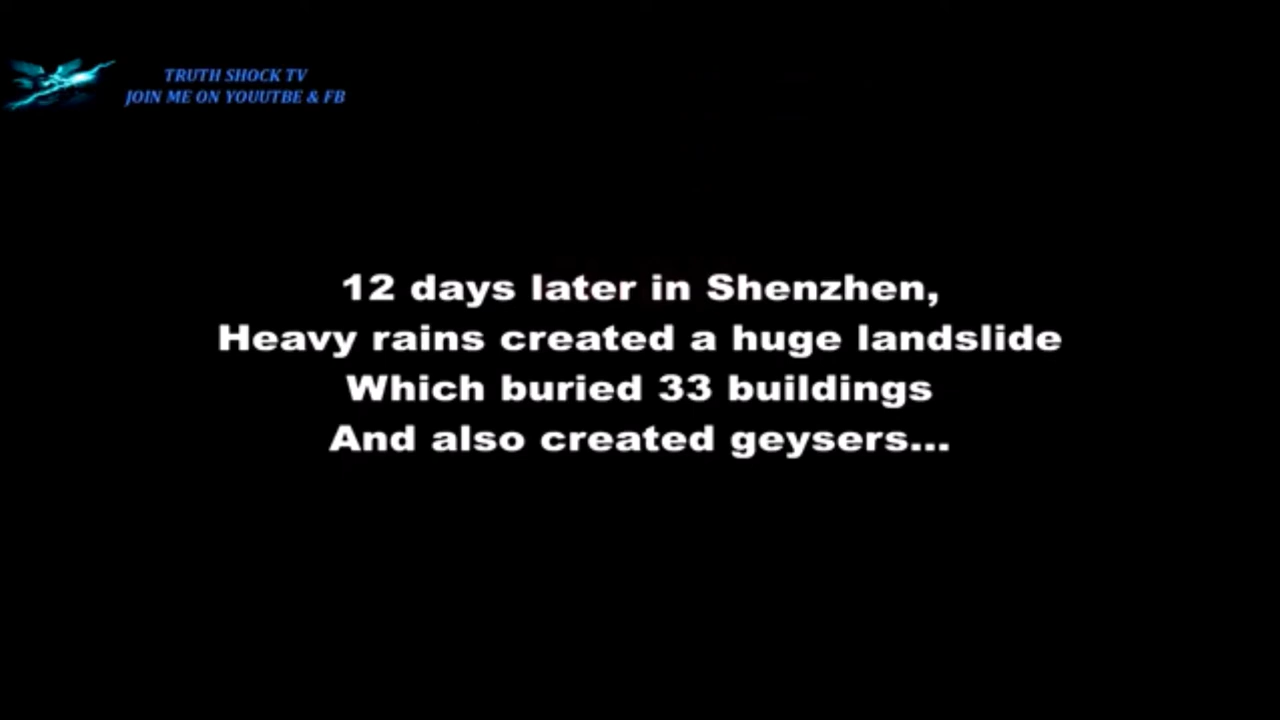 TRUTH SHOCK TV
JOIN ME ON YOUUTBE & FB
12 days later in Shenzhen,
Heavy rains created a huge landslide
Which buried 33 buildings
And also created geysers...